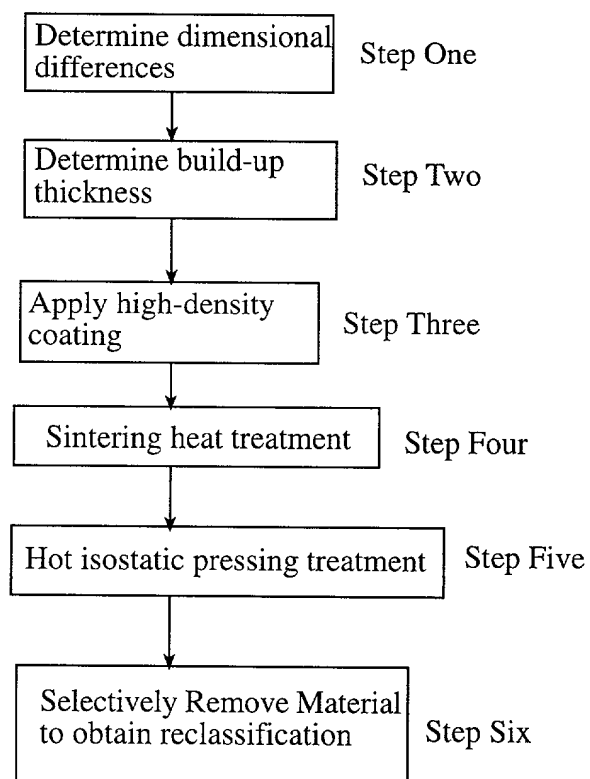 Determine dimensional
differences
Step One
Determine build-up
thickness
Step Two
Apply high-density
coating
Step Three
Sintering heat treatment
Step Four
Hot isostatic pressing treatment
Step Five
Selectively Remove Material
to obtain reclassification
Step Six